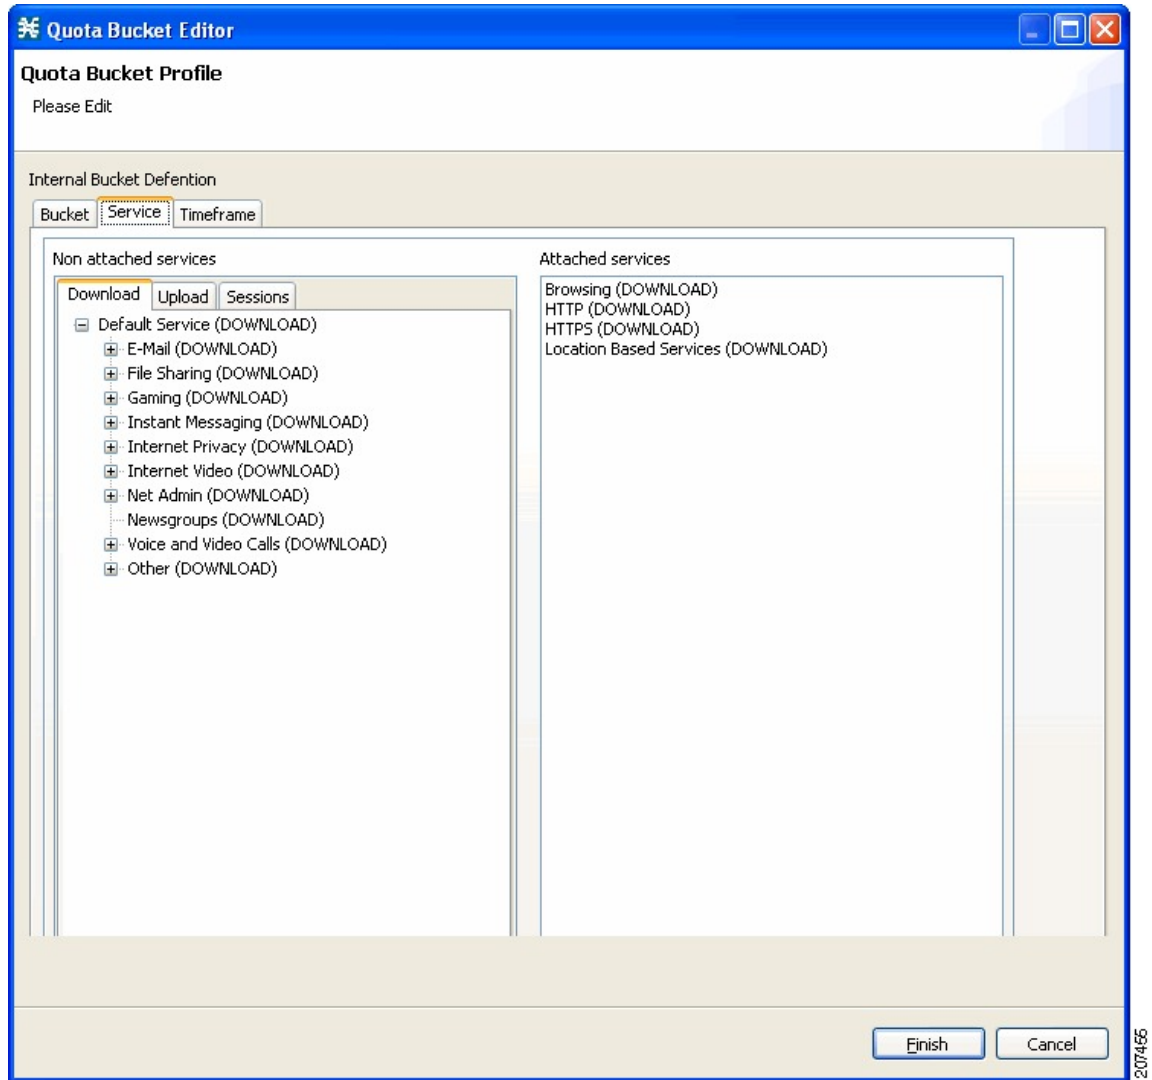 Quota Bucket Editor
Quota Bucket Profile
Please Edit
Internal Bucket Defention
Bucket Service Timeframe
Non attached services
Download Upload Sessions
Default Service (DOWNLOAD)
E-Mail (DOWNLOAD)
File Sharing (DOWNLOAD)
Gaming (DOWNLOAD)
Instant Messaging (DOWNLOAD)
Internet Privacy (DOWNLOAD)
Internet Video (DOWNLOAD)
Net Admin (DOWNLOAD)
Newsgroups (DOWNLOAD)
Voice and Video Calls (DOWNLOAD)
Other (DOWNLOAD)
Attached services
Browsing (DOWNLOAD)
HTTP (DOWNLOAD)
HTTPS (DOWNLOAD)
Location Based Services (DOWNLOAD)
Finish Cancel
207455